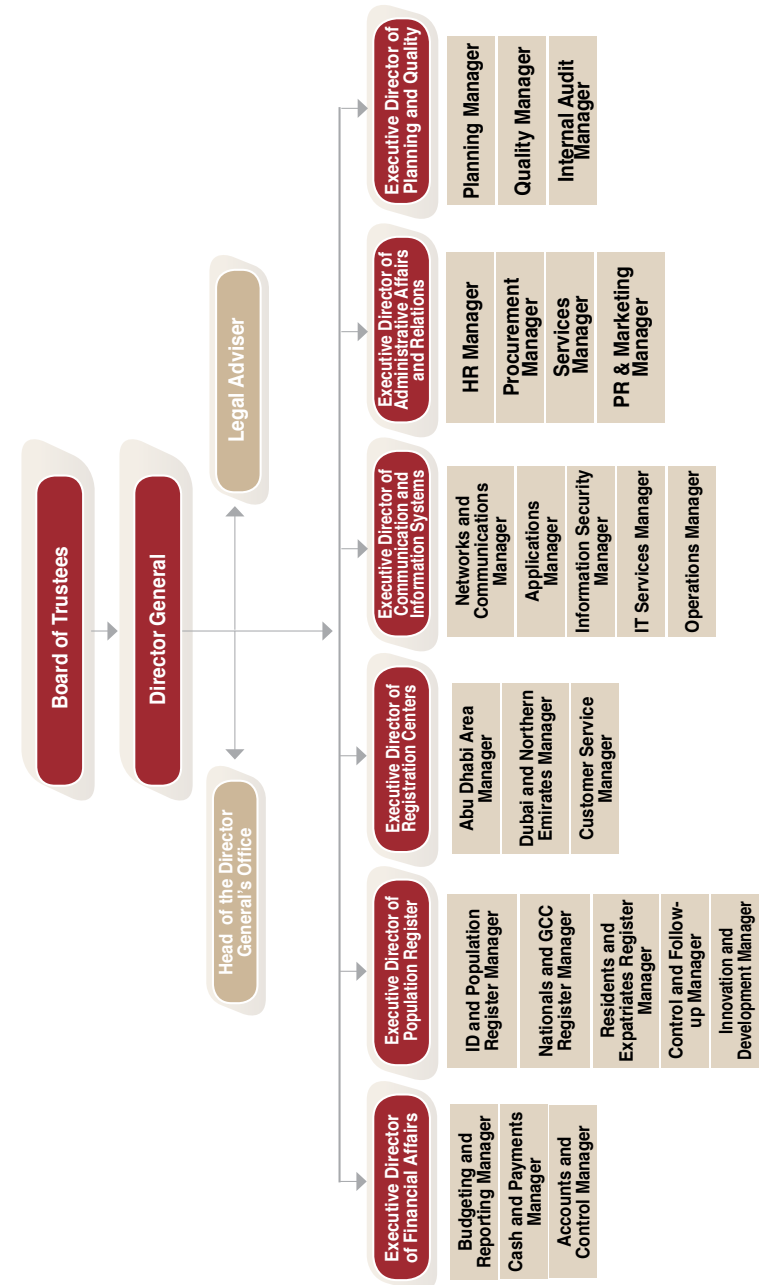 Board of Trustees
Director General
Head of the Director
General's Office
Legal Adviser
Executive Director
of Financial Affairs
Budgeting and
Reporting Manager
Cash and Payments
Manager
Accounts and
Control Manager
Executive Director of
Population Register
ID and Population
Register Manager
Nationals and GCC
Register Manager
Residents and
Expatriates Register
Manager
Control and Follow-
up Manager
Innovation and
Development Manager
Executive Director of
Registration Centers
Abu Dhabi Area
Manager
Dubai and Northern
Emirates Manager
Customer Service
Manager
Executive Director of
Communication and
Information Systems
Networks and
Communications
Manager
Applications
Manager
Information Security
Manager
IT Services Manager
Operations Manager
Executive Director of
Administrative Affairs
and Relations
HR Manager
Procurement
Manager
Services
Manager
PR & Marketing
Manager
Executive Director of
Planning and Quality
Planning Manager
Quality Manager
Internal Audit
Manager